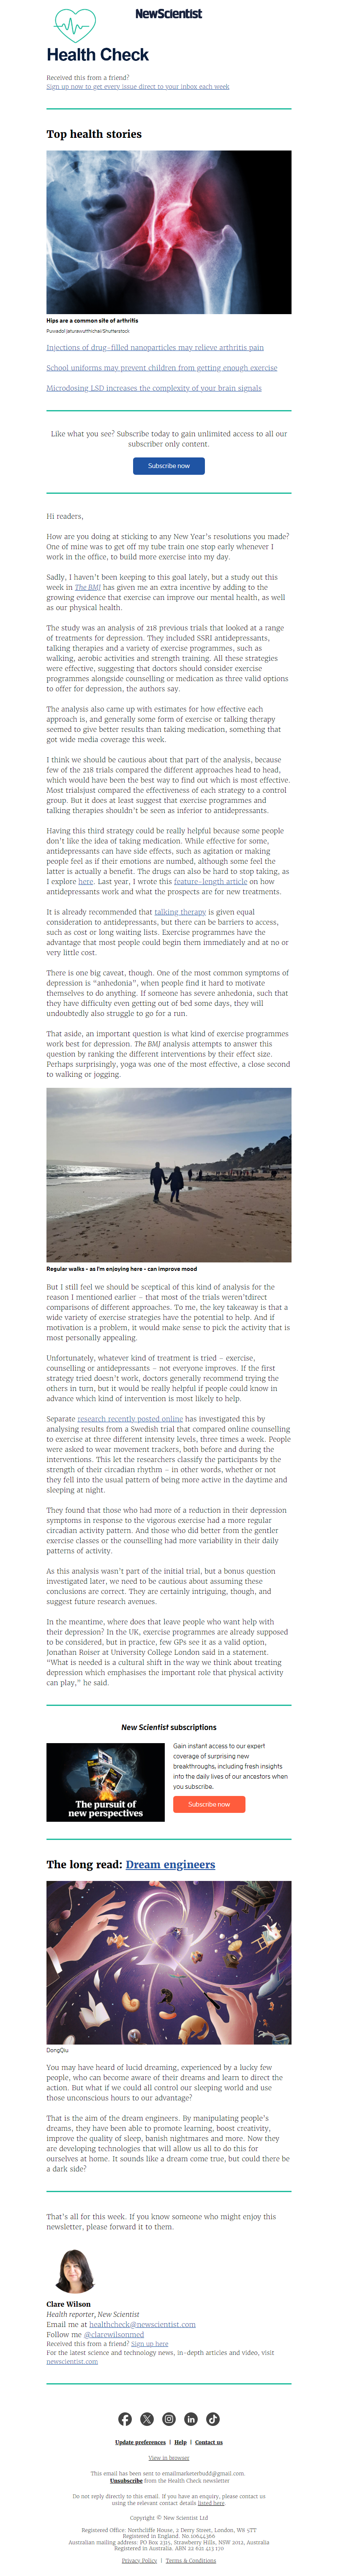 NewScientist
Health Check
Received this from a friend?
Sign up now to get every issue direct to your inbox each week
Top health stories
Hips are a common site of arthritis
Puwadol Jaturawutthichai/Shutterstock
Injections of drug-filled nanoparticles may relieve arthritis pain
School uniforms may prevent children from getting enough exercise
Microdosing LSD increases the complexity of your brain signals
Like what you see? Subscribe today to gain unlimited access to all our
subscriber only content.
Subscribe now
Hi readers,
How are you doing at sticking to any New Year's resolutions you made?
One of mine was to get off my tube train one stop early whenever I
work in the office, to build more exercise into my day.
Sadly, I haven't been keeping to this goal lately, but a study out this
week in The BMJ has given me an extra incentive by adding to the
growing evidence that exercise can improve our mental health, as well
as our physical health.
The study was an analysis of 218 previous trials that looked at a range
of treatments for depression. They included SSRI antidepressants,
talking therapies and a variety of exercise programmes, such as
walking, aerobic activities and strength training. All these strategies
were effective, suggesting that doctors should consider exercise
programmes alongside counselling or medication as three valid options
to offer for depression, the authors say.
The analysis also came up with estimates for how effective each
approach is, and generally some form of exercise or talking therapy
seemed to give better results than taking medication, something that
got wide media coverage this week.
I think we should be cautious about that part of the analysis, because
few of the 218 trials compared the different approaches head to head,
which would have been the best way to find out which is most effective.
Most trialsjust compared the effectiveness of each strategy to a control
group. But it does at least suggest that exercise programmes and
talking therapies shouldn't be seen as inferior to antidepressants.
Having this third strategy could be really helpful because some people
don't like the idea of taking medication. While effective for some,
antidepressants can have side effects, such as agitation or making
people feel as if their emotions are numbed, although some feel the
latter is actually a benefit. The drugs can also be hard to stop taking, as
I explore here. Last year, I wrote this feature-length article on how
antidepressants work and what the prospects are for new treatments.
It is already recommended that talking therapy is given equal
consideration to antidepressants, but there can be barriers to access,
such as cost or long waiting lists. Exercise programmes have the
advantage that most people could begin them immediately and at no or
very little cost.
There is one big caveat, though. One of the most common symptoms of
depression is "anhedonia", when people find it hard to motivate
themselves to do anything. If someone has severe anhedonia, such that
they have difficulty even getting out of bed some days, they will
undoubtedly also struggle to go for a run.
That aside, an important question is what kind of exercise programmes
work best for depression. The BMJ analysis attempts to answer this
question by ranking the different interventions by their effect size.
Perhaps surprisingly, yoga was one of the most effective, a close second
to walking or jogging.
Regular walks - as I'm enjoying here - can improve mood
But I still feel we should be sceptical of this kind of analysis for the
reason I mentioned earlier – that most of the trials weren'tdirect
comparisons of different approaches. To me, the key takeaway is that a
wide variety of exercise strategies have the potential to help. And if
motivation is a problem, it would make sense to pick the activity that is
most personally appealing.
Unfortunately, whatever kind of treatment is tried – exercise,
counselling or antidepressants - not everyone improves. If the first
strategy tried doesn't work, doctors generally recommend trying the
others in turn, but it would be really helpful if people could know in
advance which kind of intervention is most likely to help.
Separate research recently posted online has investigated this by
analysing results from a Swedish trial that compared online counselling
to exercise at three different intensity levels, three times a week. People
were asked to wear movement trackers, both before and during the
interventions. This let the researchers classify the participants by the
strength of their circadian rhythm – in other words, whether or not
they fell into the usual pattern of being more active in the daytime and
sleeping at night.
They found that those who had more of a reduction in their depression
symptoms in response to the vigorous exercise had a more regular
circadian activity pattern. And those who did better from the gentler
exercise classes or the counselling had more variability in their daily
patterns of activity.
As this analysis wasn't part of the initial trial, but a bonus question
investigated later, we need to be cautious about assuming these
conclusions are correct. They are certainly intriguing, though, and
suggest future research avenues.
In the meantime, where does that leave people who want help with
their depression? In the UK, exercise programmes are already supposed
to be considered, but in practice, few GPs see it as a valid option,
Jonathan Roiser at University College London said in a statement.
"What is needed is a cultural shift in the way we think about treating
depression which emphasises the important role that physical activity
can play," he said.
New Scientist subscriptions
The pursuit of
new perspectives
Gain instant access to our expert
coverage of surprising new
breakthroughs, including fresh insights
into the daily lives of our ancestors when
you subscribe.
Subscribe now
The long read: Dream engineers
DongQiu
You may have heard of lucid dreaming, experienced by a lucky few
people, who can become aware of their dreams and learn to direct the
action. But what if we could all control our sleeping world and use
those unconscious hours to our advantage?
That is the aim of the dream engineers. By manipulating people's
dreams, they have been able to promote learning, boost creativity,
improve the quality of sleep, banish nightmares and more. Now they
are developing technologies that will allow us all to do this for
ourselves at home. It sounds like a dream come true, but could there be
a dark side?
That's all for this week. If you know someone who might enjoy this
newsletter, please forward it to them.
Clare Wilson
Health reporter, New Scientist
Email me at healthcheck@newscientist.com
Follow me @clarewilsonmed
Received this from a friend? Sign up here
For the latest science and technology news, in-depth articles and video, visit
newscientist.com
Update preferences | Help | Contact us
View in browser
This email has been sent to emailmarketerbudd@gmail.com
Unsubscribe from the Health Check newsletter
Do not reply directly to this email. If you have an enquiry, please contact us
using the relevant contact details listed here.
Copyright © New Scientist Ltd
Registered Office: Northcliffe House, 2 Derry Street, London, W8 5TT
Registered in England. No 10644366
Australian mailing address: PO Box 2315, Strawberry Hills, NSW 2012, Australia
Registered in Australia: ABN 22 621 413 170
Privacy Policy | Terms & Conditions